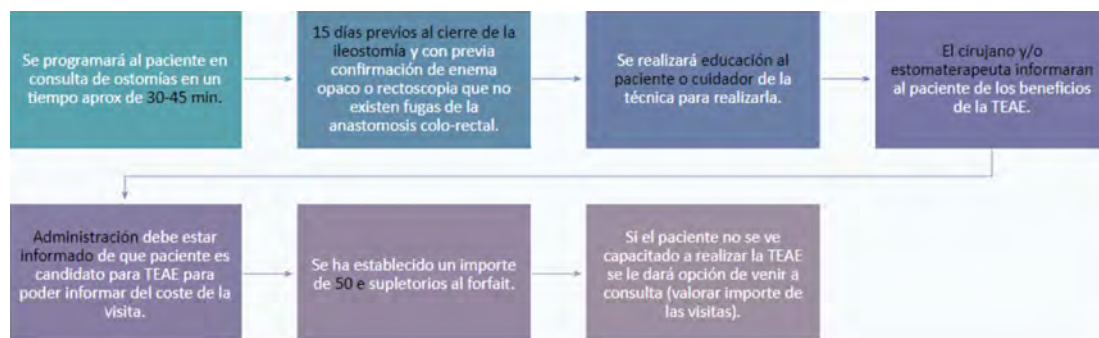 Se programará al paciente en
consulta de ostomías en un
tiempo aprox de 30-45 min.
15 días previos al cierre de la
ileostomía y con previa
confirmación de enema
opaco o rectoscopia que no
existen fugas de la
anastomosis colo-rectal.
Se realizará educación al
paciente o cuidador de la
técnica para realizarla.
El cirujano y/o
estomaterapeuta informaran
al paciente de los beneficios
de la TEAE.
Administración debe estar
informado de que paciente es
candidato para TEAE para
poder informar del coste de la
visita.
Se ha establecido un importe
de 50 e supletorios al forfait.
Si el paciente no se ve
capacitado a realizar la TEAE
se le dará opción de venir a
consulta (valorar importe de
las visitas).